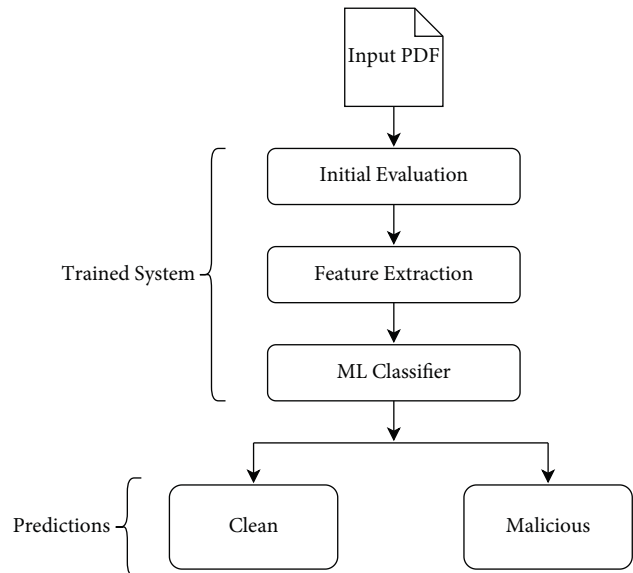 Input PDF
Initial Evaluation
Trained System
Feature Extraction
ML Classifier
Predictions
Clean
Malicious